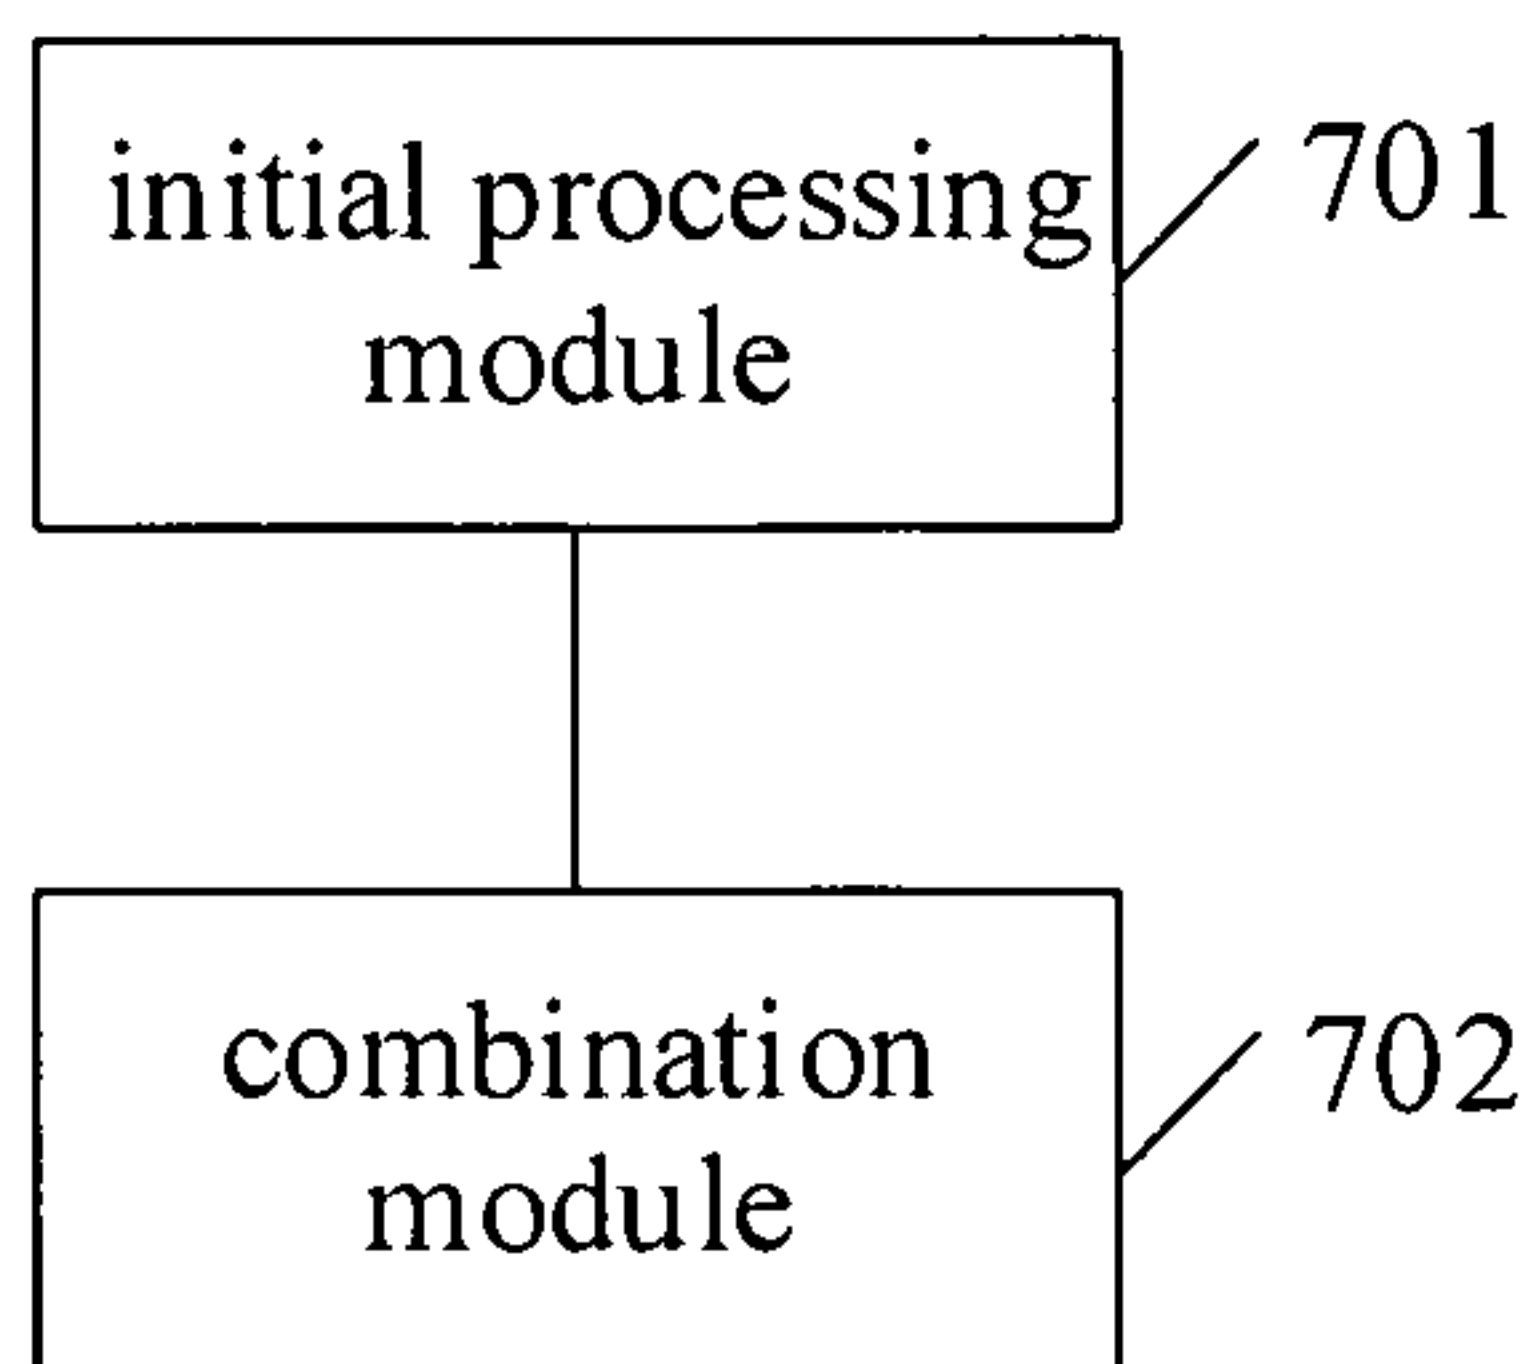 initial processing
module
701
combination
module
702